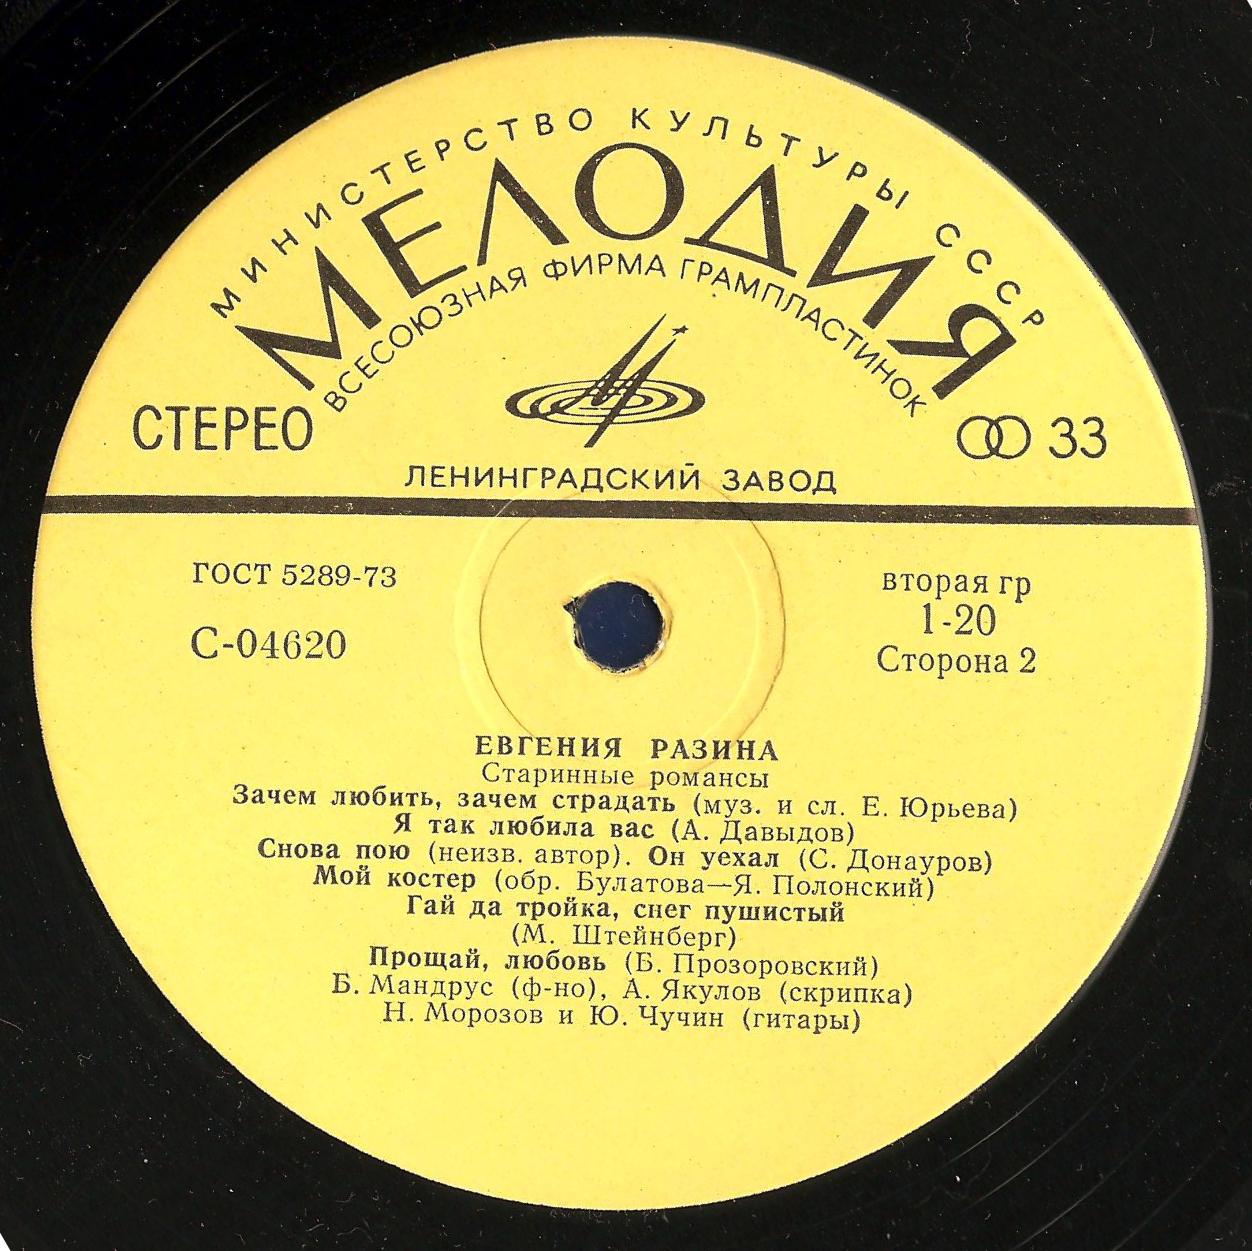 МИНИСТЕРСТВО КУЛЬТУРЫ СССР
МЕЛОДИЯ
ВСЕСОЮЗНАЯ ФИРМА ГРАМПЛАСТИНОК
СТЕРЕО
33
ЛЕНИНГРАДСКИЙ ЗАВОД
ГОСТ 5289-73
С-04620
вторая гр
1-20
Сторона 2
ЕВГЕНИЯ РАЗИНА
Старинные романсы
Зачем любить, зачем страдать (муз. и сл. Е. Юрьева)
Я так любила вас (А. Давыдов)
Снова пою (неизв. автор). Он уехал (С. Донауров)
Мой костер (обр. Булатова—Я. Полонский)
Гай да тройка, снег пушистый
(М. Штейнберг)
Прощай, любовь (Б. Прозоровский)
Б. Мандрус (ф-но), А. Якулов (скрипка)
Н. Морозов и Ю. Чучин (гитары)